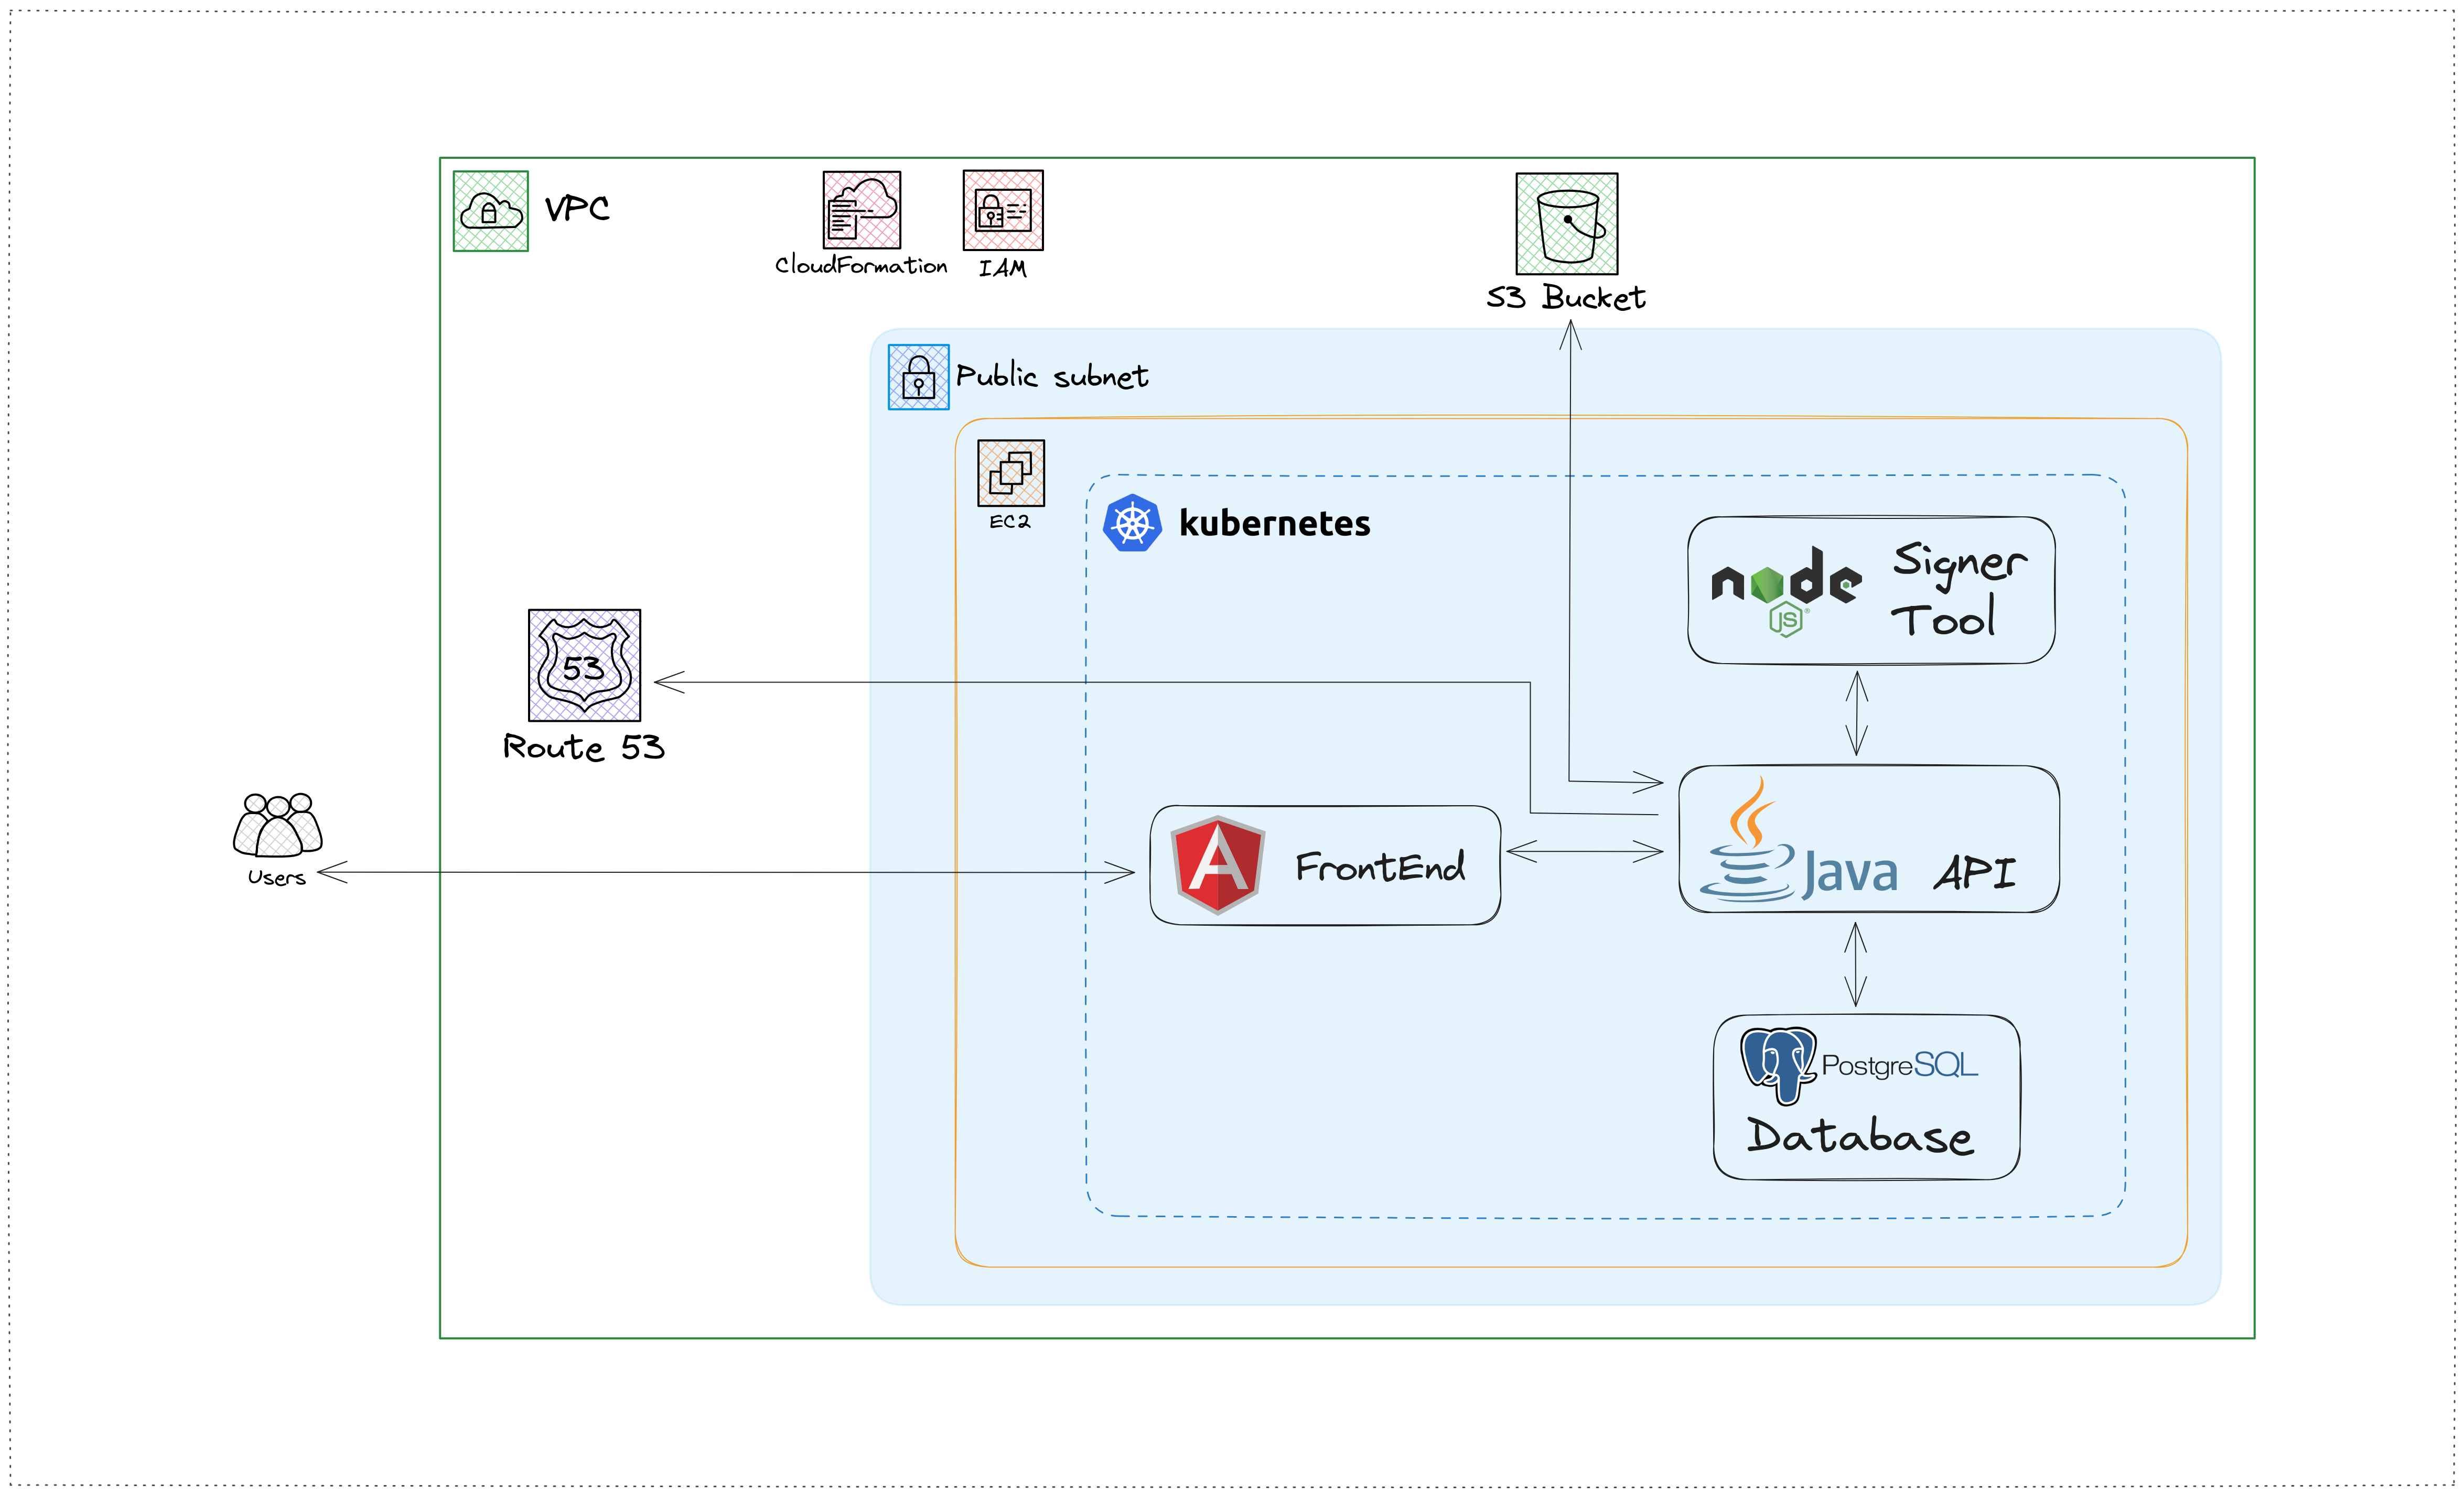 VPC
CloudFormation
IAM
S3 Bucket
Public subnet
EC2
kubernetes
node
JS
Signer
Tool
53
Route 53
Users
FrontEnd
Java API
PostgreSQL
Database